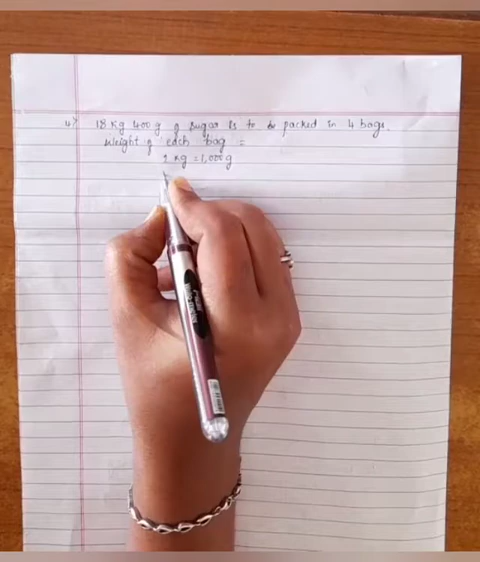 4) 18 Kg 400 g of sugar is to be packed in 4 bags.
Weight of each bag =
1 Kg = 1,000 g